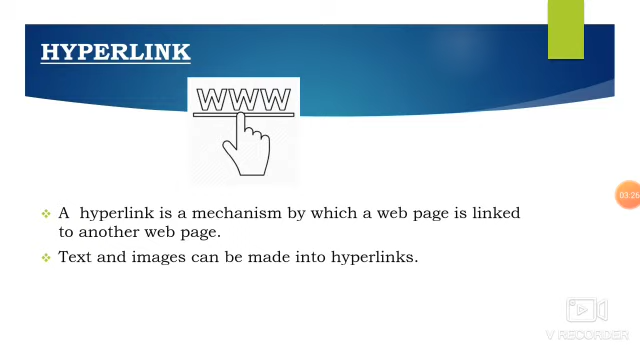 HYPERLINK
WWW
A hyperlink is a mechanism by which a web page is linked
to another web page.
Text and images can be made into hyperlinks.
03:26
V RECORDER